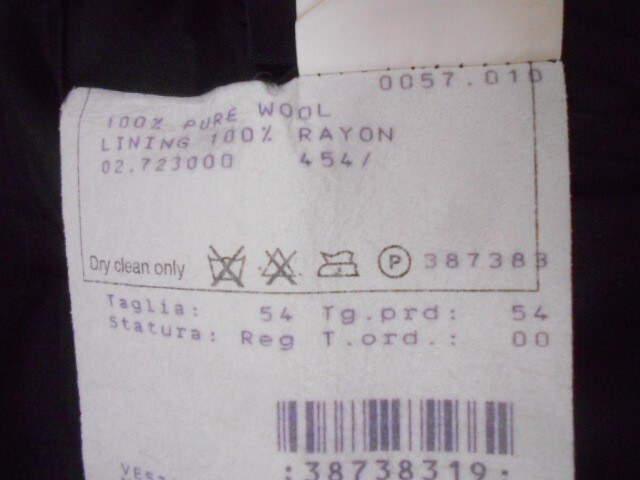 0057.010
100% PURE WOOL
LINING 100% RAYON
02.723000 454/
Dry clean only P 387383
Taglia: 54 Tg.prd: 54
Statura: Reg T.ord.: 00
:38738319: